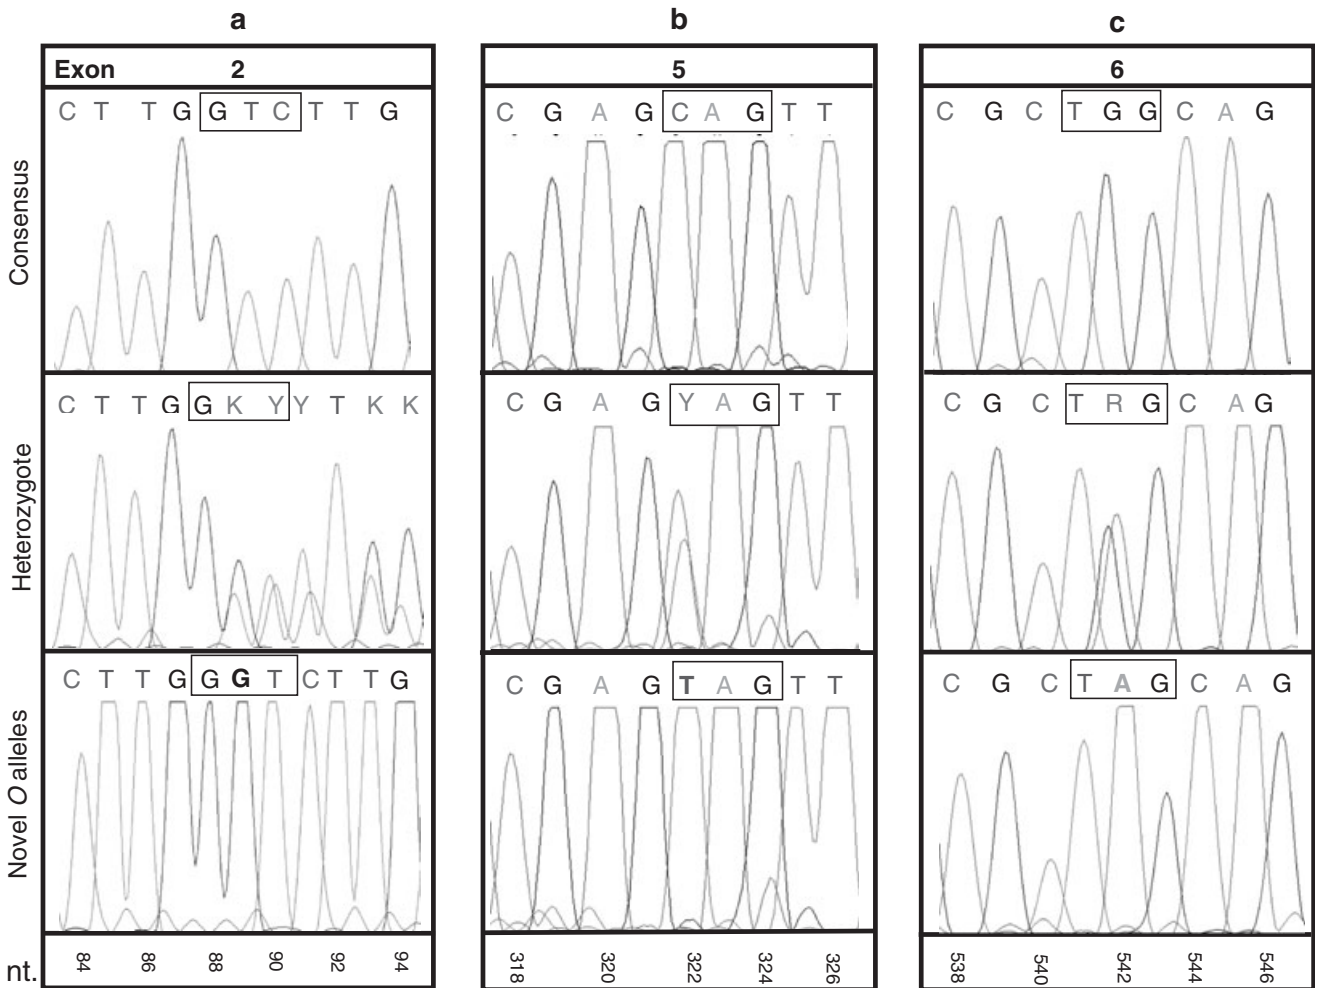 a b c
Exon 2 5 6
Consensus
C T T G G T C T T G
C G A G C A G T T
C G C T G G C A G
Heterozygote
C T T G G K Y Y T K K
C G A G Y A G T T
C G C T R G C A G
Novel O alleles
C T T G G G T C T T G
C G A G T A G T T
C G C T A G C A G
nt. 84 86 88 90 92 94 318 320 322 324 326 538 540 542 544 546